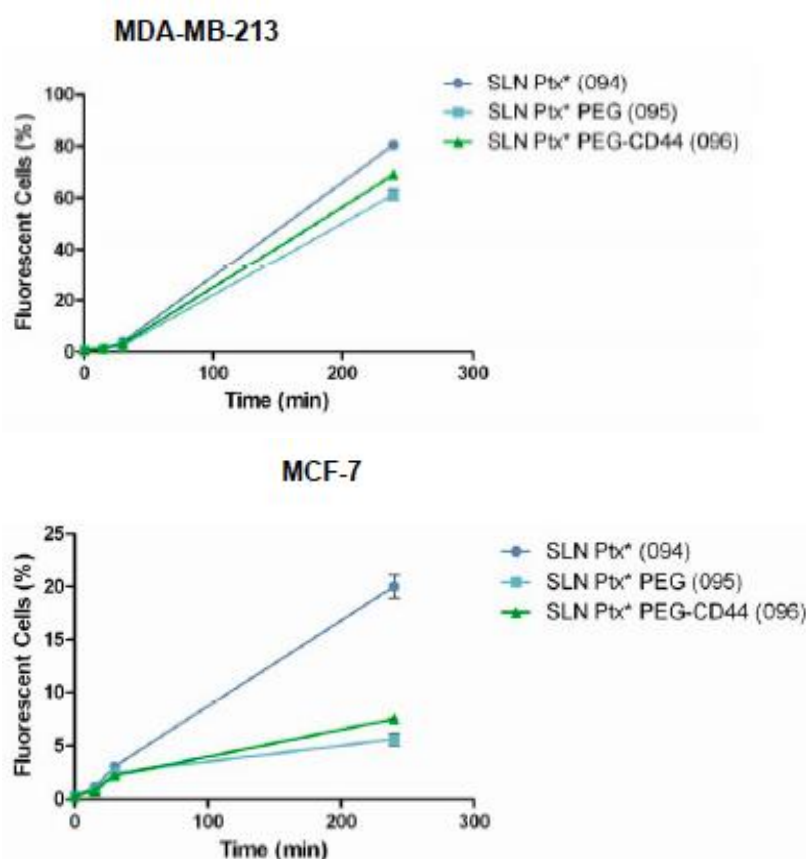 MDA-MB-213
SLN Ptx* (094)
SLN Ptx* PEG (095)
SLN Ptx* PEG-CD44 (096)
Fluorescent Cells (%)
100
80
60
40
20
0
0 100 200 300
Time (min)
MCF-7
SLN Ptx* (094)
SLN Ptx* PEG (095)
SLN Ptx* PEG-CD44 (096)
Fluorescent Cells (%)
25
20
15
10
5
0
0 100 200 300
Time (min)